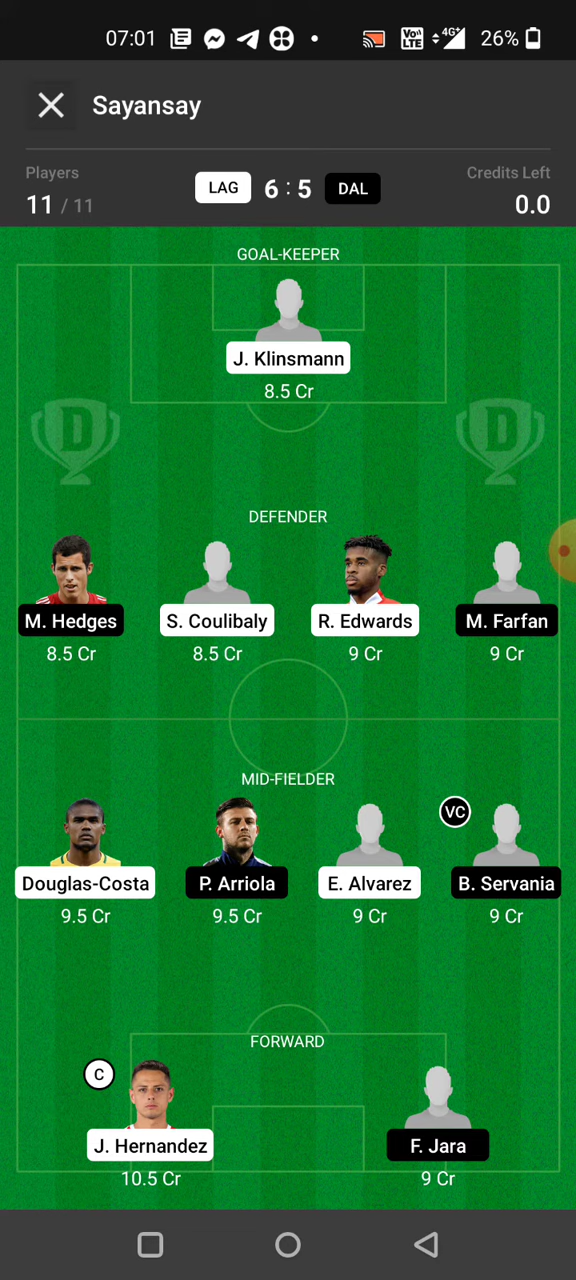 07:01
Vo))
LTE
4G+
26%
Sayansay
Players
11 / 11
LAG 6 : 5 DAL
Credits Left
0.0
GOAL-KEEPER
J. Klinsmann
8.5 Cr
D D
DEFENDER
M. Hedges S. Coulibaly R. Edwards M. Farfan
8.5 Cr 8.5 Cr 9 Cr 9 Cr
MID-FIELDER
VC
Douglas-Costa P. Arriola E. Alvarez B. Servania
9.5 Cr 9.5 Cr 9 Cr 9 Cr
FORWARD
C
J. Hernandez F. Jara
10.5 Cr 9 Cr